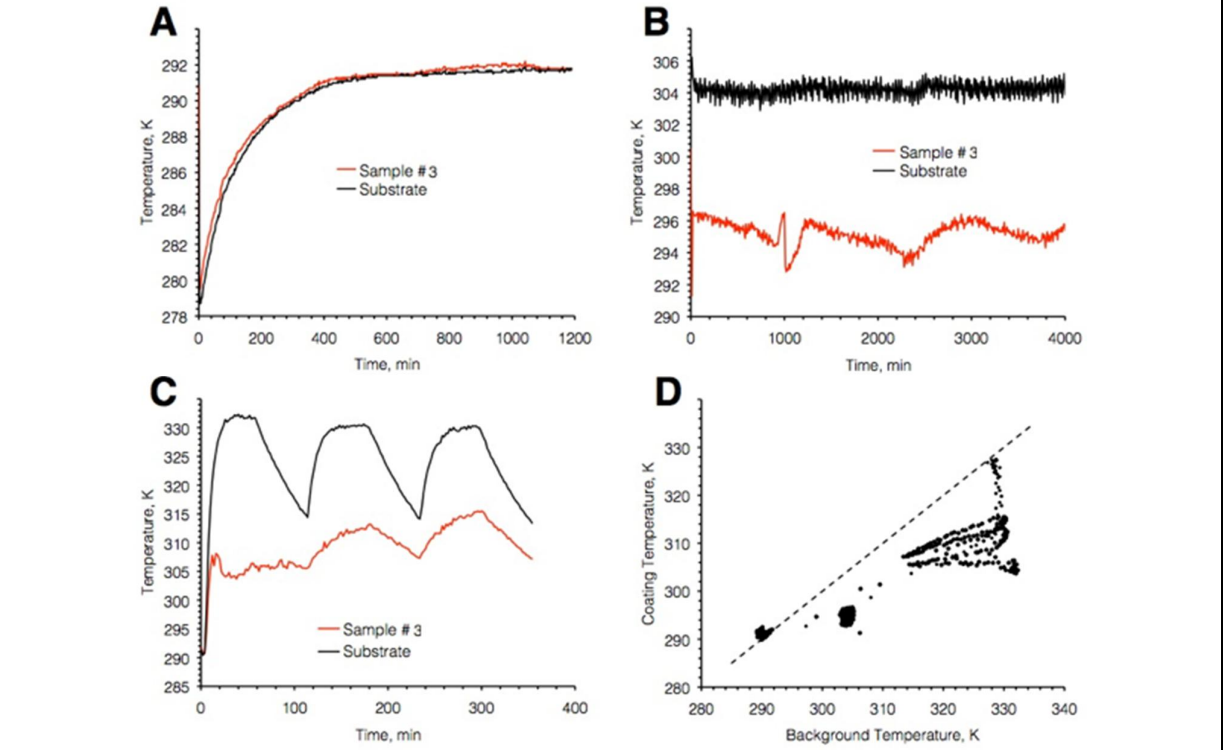 A
Temperature, K
292
290
288
286
284
282
280
278
Sample #3
Substrate
0 200 400 600 800 1000 1200
Time, min
B
Temperature, K
306
304
302
300
298
296
294
292
290
Sample #3
Substrate
0 1000 2000 3000 4000
Time, min
C
Temperature, K
330
325
320
315
310
305
300
295
290
285
Sample #3
Substrate
0 100 200 300 400
Time, min
D
Coating Temperature, K
330
320
310
300
290
280
280 290 300 310 320 330 340
Background Temperature, K